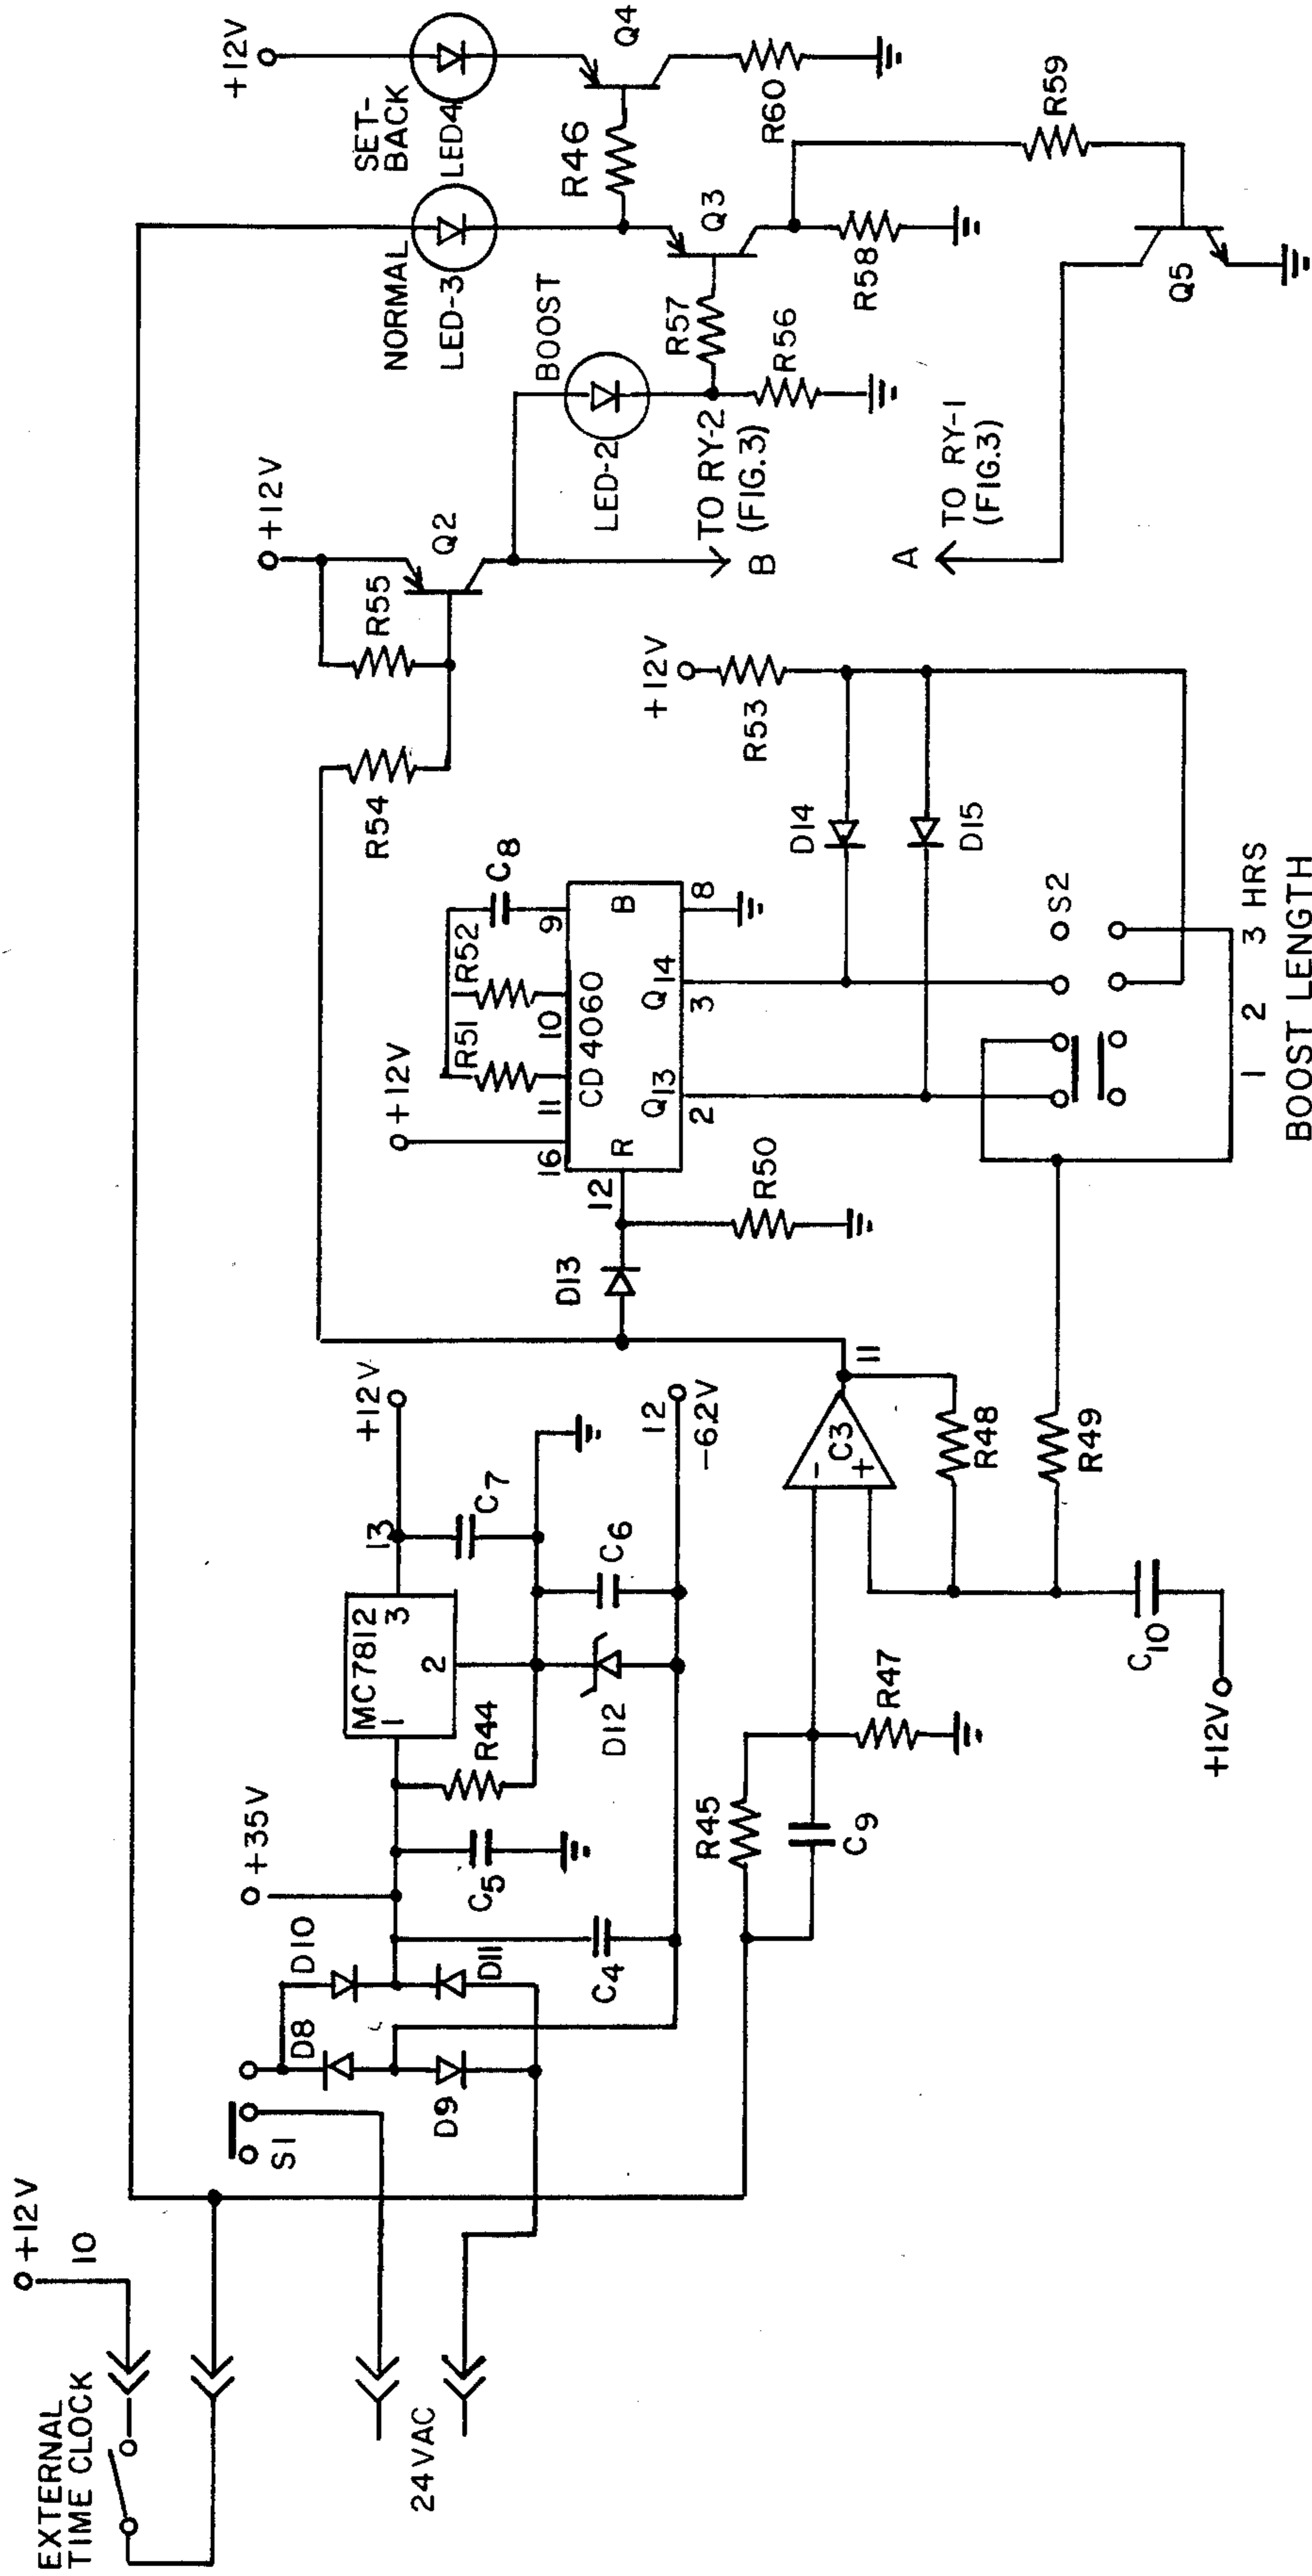 EXTERNAL
TIME CLOCK
+12V
10
24VAC
S1
D8
D10
D9
D11
+35V
C4
C5
R44
MC7812
1
2
3
13
D12
C6
C7
+12V
12
-6.2V
R45
C9
R47
C3
-
+
11
R48
R49
C10
+12V
D13
R50
12
R
16
+12V
11
R51
10
R52
9
C8
CD 4060
B
Q13
2
Q14
3
8
R54
R55
+12V
Q2
+12V
R53
D14
D15
S2
1 2 3 HRS
BOOST LENGTH
B
TO RY-2
(FIG.3)
A
TO RY-1
(FIG.3)
LED-2
BOOST
R56
R57
NORMAL
LED-3
SET-
BACK
LED4
+12V
R46
Q3
Q4
R58
R60
R59
Q5